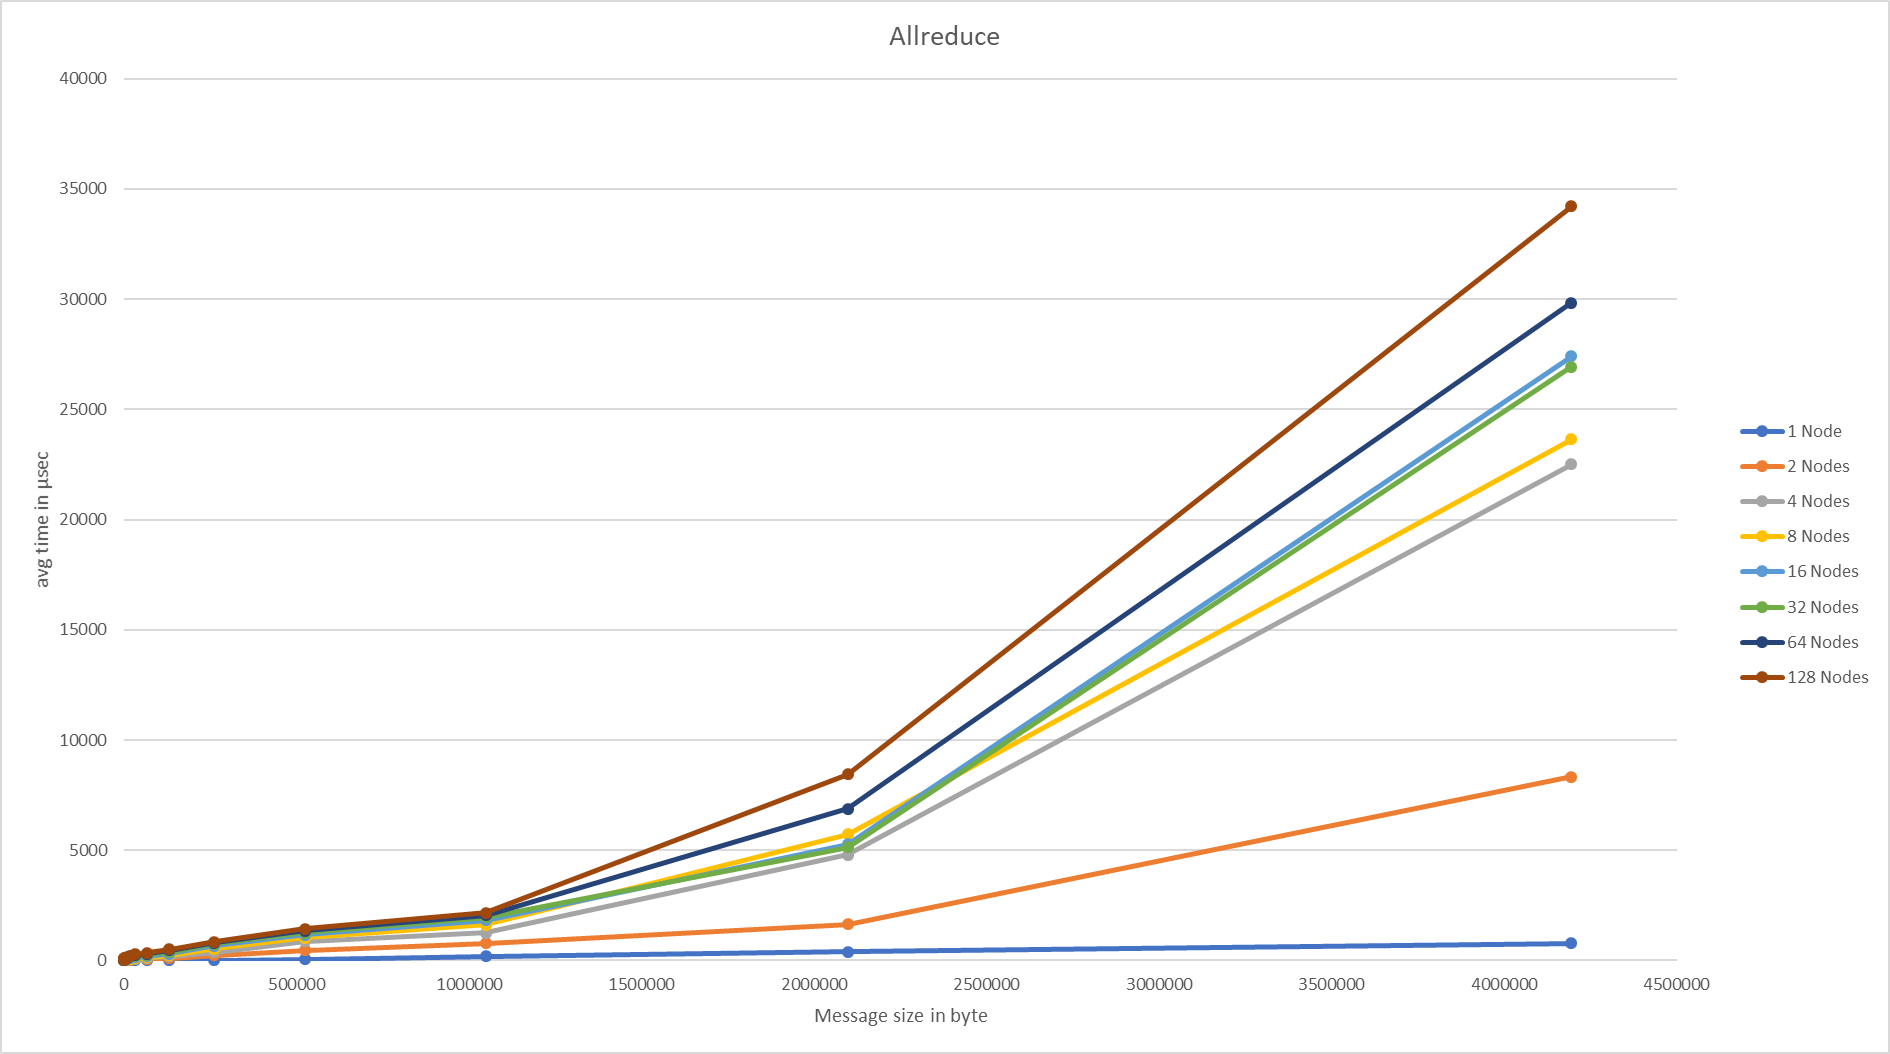 Allreduce
40000
35000
30000
25000
20000
15000
10000
5000
0
avg time in µsec
0 500000 1000000 1500000 2000000 2500000 3000000 3500000 4000000 4500000
Message size in byte
1 Node
2 Nodes
4 Nodes
8 Nodes
16 Nodes
32 Nodes
64 Nodes
128 Nodes